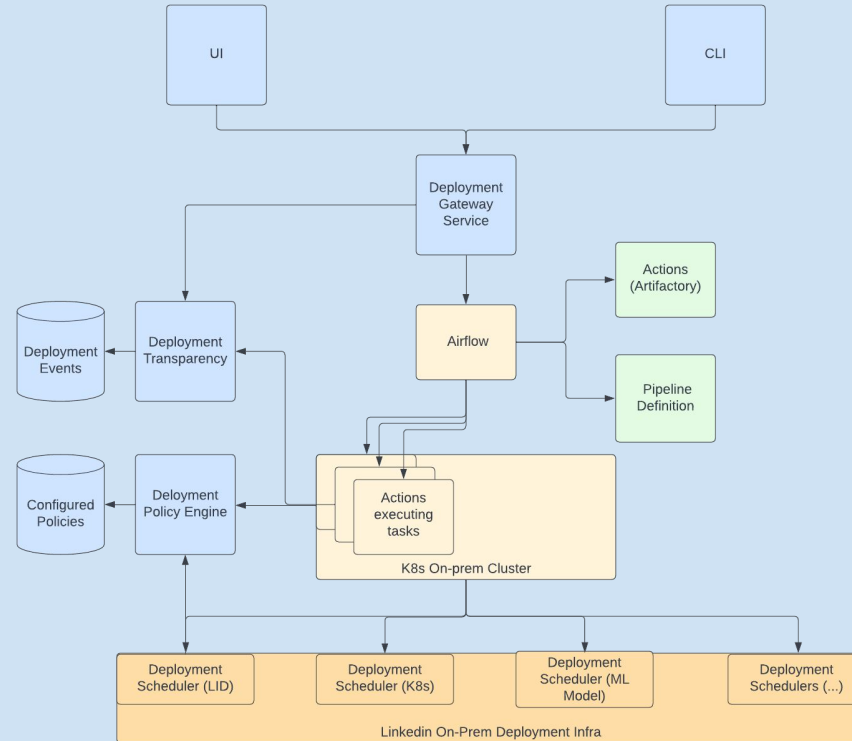 UI
CLI
Deployment
Gateway
Service
Actions
(Artifactory)
Airflow
Deployment
Events
Deployment
Transparency
Pipeline
Definition
Configured
Policies
Deloyment
Policy Engine
Actions
executing
tasks
K8s On-prem Cluster
Deployment
Scheduler (LID)
Deployment
Scheduler (K8s)
Deployment
Scheduler (ML
Model)
Deployment
Schedulers (...)
Linkedin On-Prem Deployment Infra